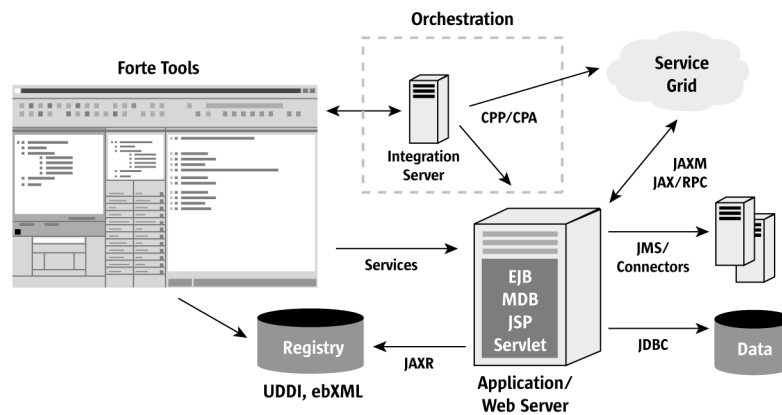 Orchestration
Forte Tools
Service
Grid
CPP/CPA
Integration
Server
JAXM
JAX/RPC
Services
EJB
MDB
JSP
Servlet
JMS/
Connectors
Registry
JAXR
JDBC
Data
UDDI, ebXML
Application/
Web Server